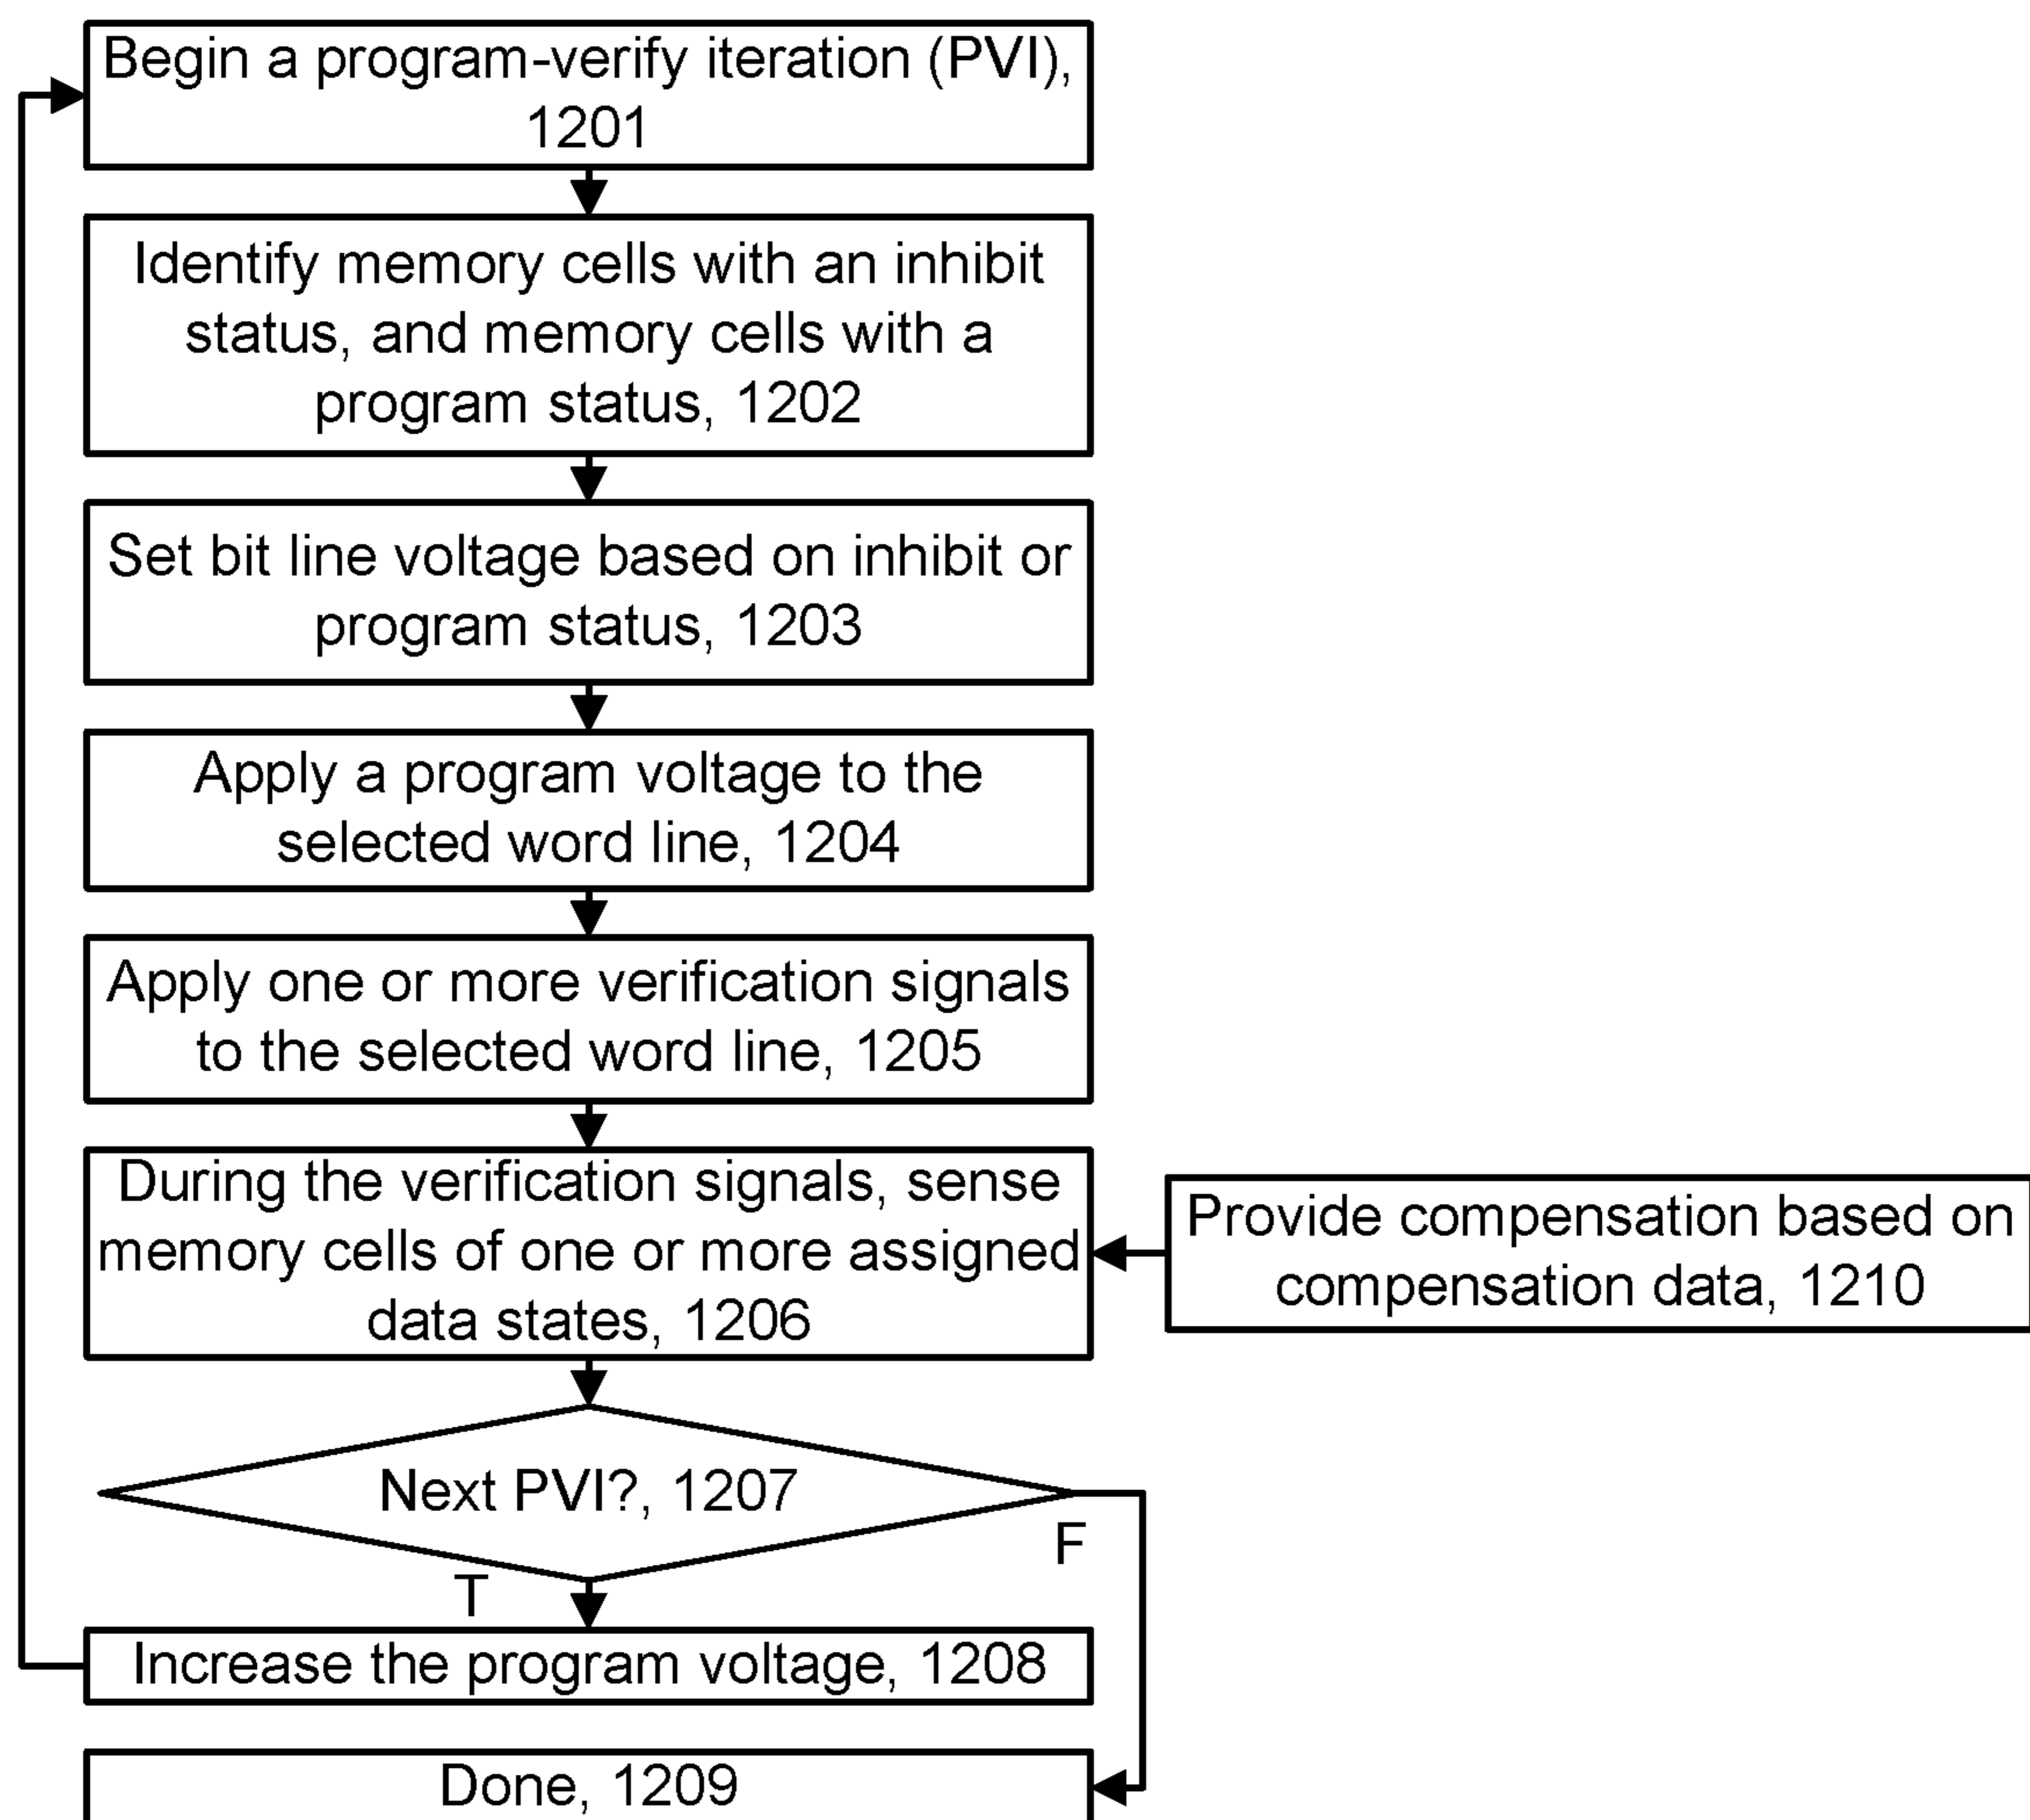 Begin a program-verify iteration (PVI),
1201
Identify memory cells with an inhibit
status, and memory cells with a
program status, 1202
Set bit line voltage based on inhibit or
program status, 1203
Apply a program voltage to the
selected word line, 1204
Apply one or more verification signals
to the selected word line, 1205
During the verification signals, sense
memory cells of one or more assigned
data states, 1206
Provide compensation based on
compensation data, 1210
Next PVI?, 1207
F
T
Increase the program voltage, 1208
Done, 1209